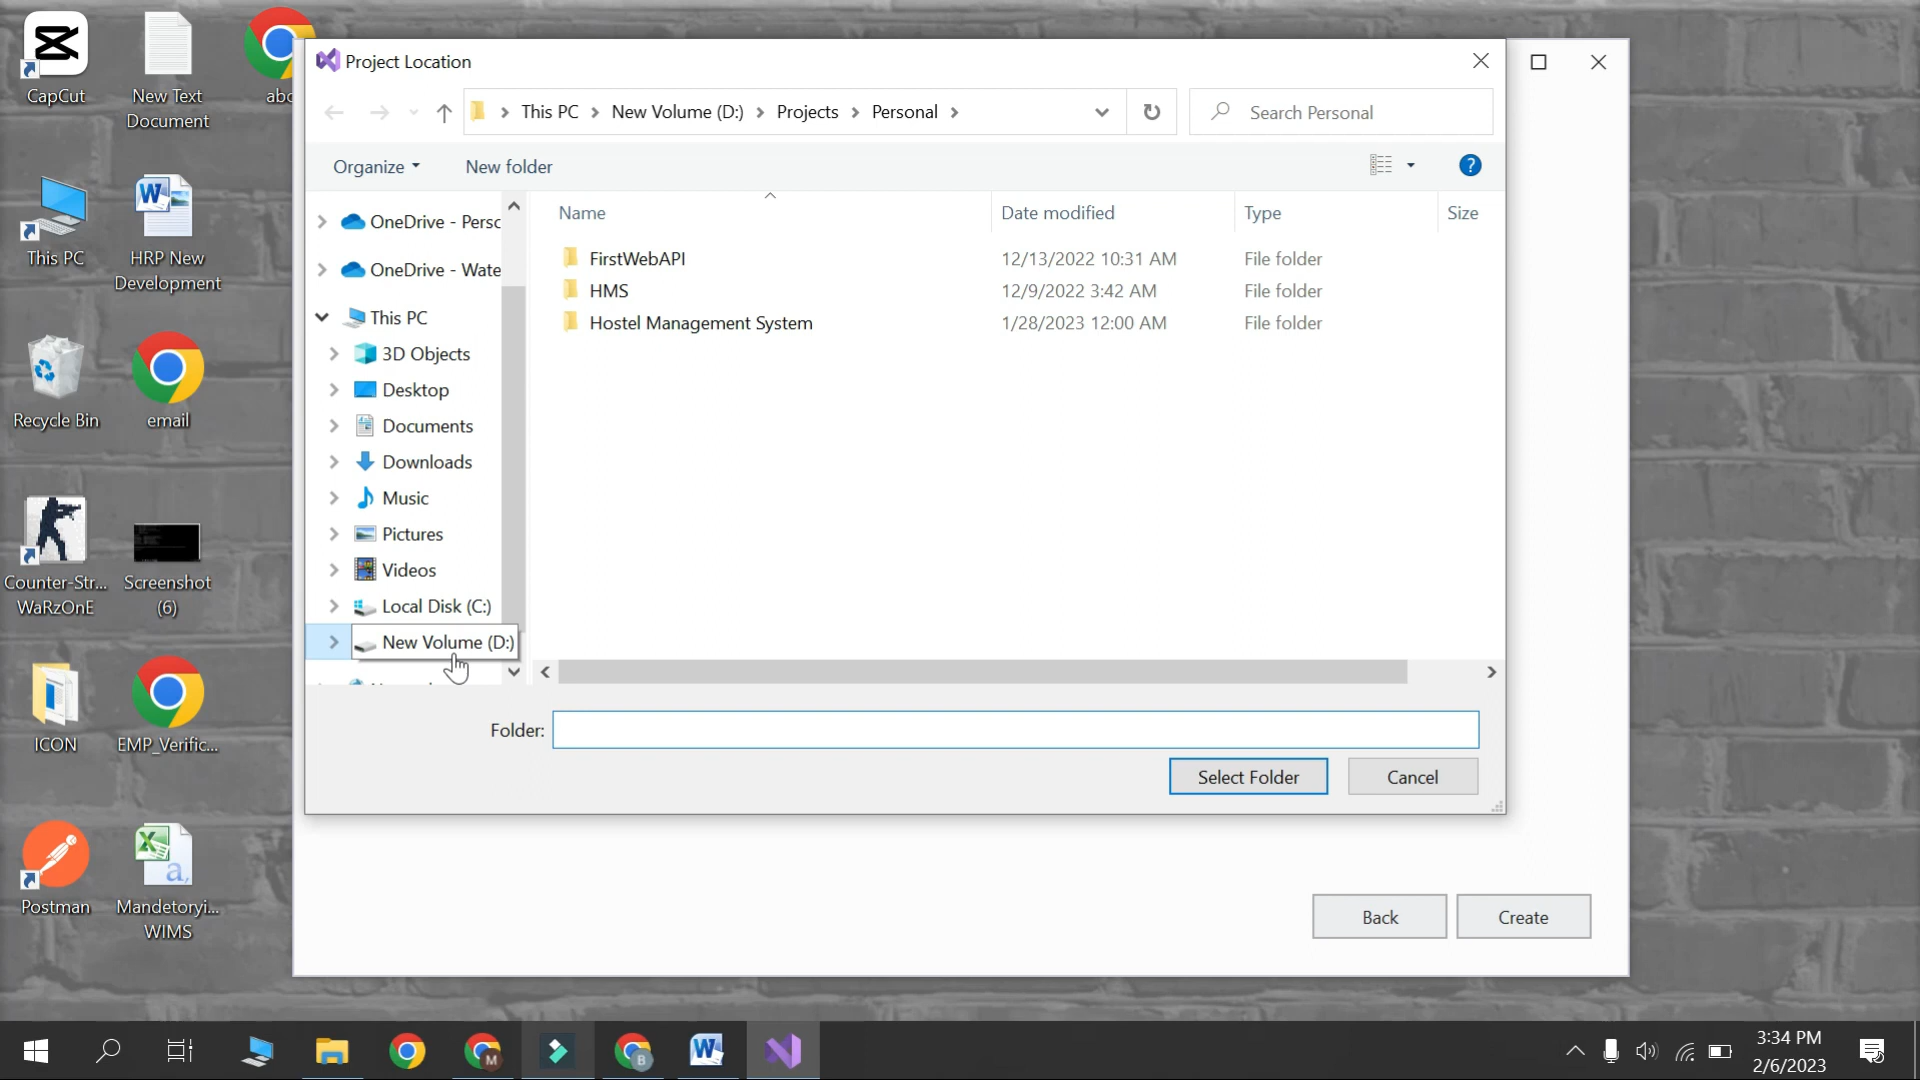 CapCut
New Text
Document
abc
This PC
HRP New
Development
Recycle Bin
email
Counter-Str...
WaRzOnE
Screenshot
(6)
ICON
EMP_Verific...
Postman
Mandetoryi...
WIMS
Project Location
This PC
New Volume (D:)
Projects
Personal
Search Personal
Organize
New folder
Name
Date modified
Type
Size
OneDrive - Persc
OneDrive - Wate
This PC
3D Objects
Desktop
Documents
Downloads
Music
Pictures
Videos
Local Disk (C:)
New Volume (D:)
FirstWebAPI 12/13/2022 10:31 AM File folder
HMS 12/9/2022 3:42 AM File folder
Hostel Management System 1/28/2023 12:00 AM File folder
Folder:
Select Folder
Cancel
Back
Create
M
B
3:34 PM
2/6/2023